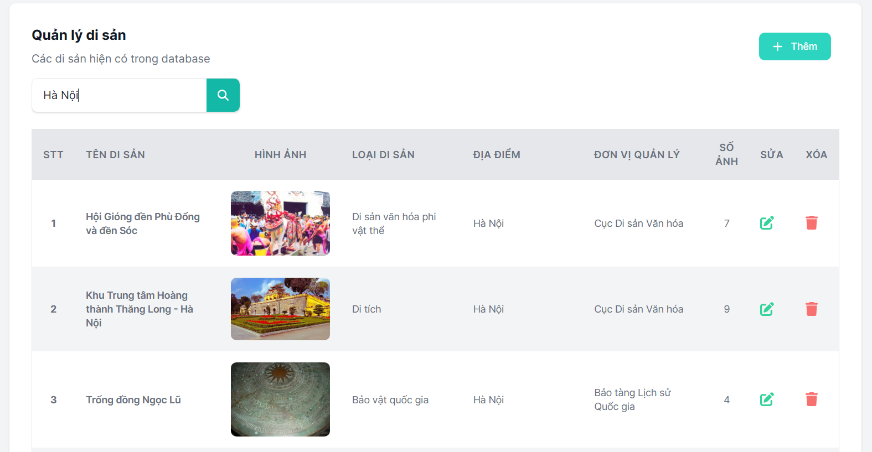 Quản lý di sản
Các di sản hiện có trong database
Thêm
Hà Nội
STT TÊN DI SẢN HÌNH ẢNH LOẠI DI SẢN ĐỊA ĐIỂM ĐƠN VỊ QUẢN LÝ SỐ ẢNH SỬA XÓA
1 Hội Gióng đền Phù Đổng và đền Sóc Di sản văn hóa phi vật thể Hà Nội Cục Di sản Văn hóa 7
2 Khu Trung tâm Hoàng thành Thăng Long - Hà Nội Di tích Hà Nội Cục Di sản Văn hóa 9
3 Trống đồng Ngọc Lũ Bảo vật quốc gia Hà Nội Bảo tàng Lịch sử Quốc gia 4